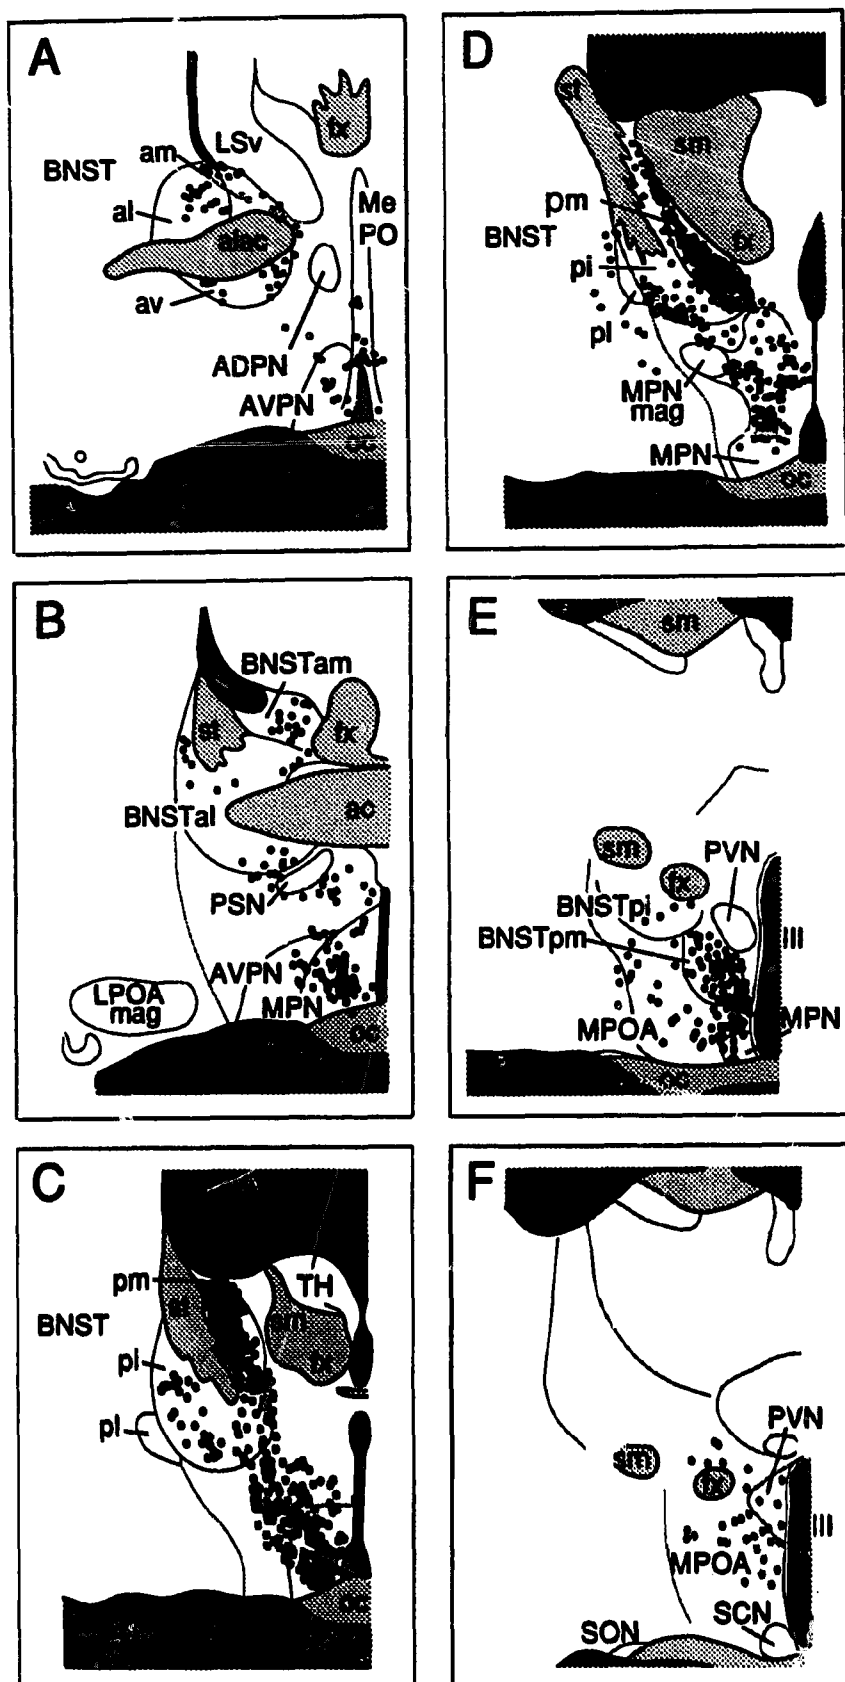 A
LSv
fx
am
BNST
al
Me
PO
alac
av
ADPN
AVPN
oc
B
BNSTam
st
fx
BNSTal
ac
PSN
AVPN
LPOA
mag
MPN
oc
C
TH
pm
st
sm
BNST
fx
pi
pl
oc
D
st
sm
pm
BNST
fx
pi
pl
MPN
mag
MPN
oc
E
sm
sm
PVN
fx
BNSTpi
BNSTpm
III
MPOA
MPN
oc
F
PVN
sm
fx
III
MPOA
SCN
SON